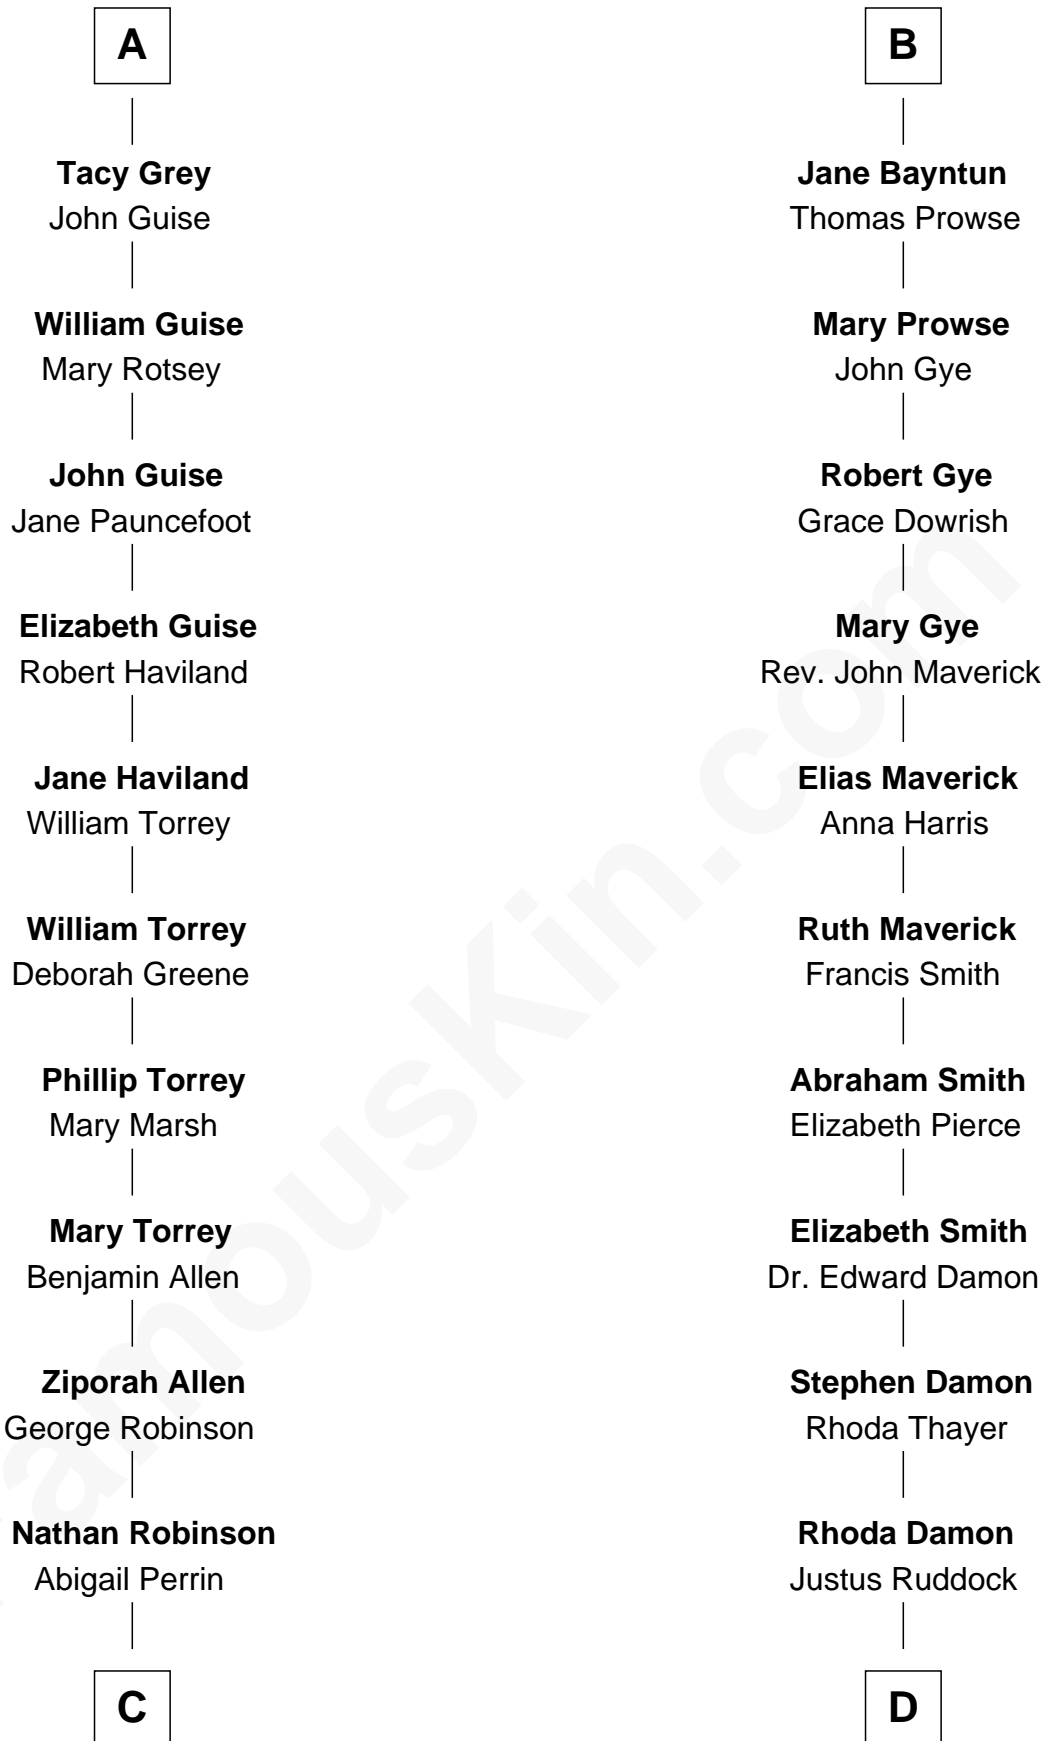 A
Tacy Grey
John Guise
William Guise
Mary Rotsey
John Guise
Jane Pauncefoot
Elizabeth Guise
Robert Haviland
Jane Haviland
William Torrey
William Torrey
Deborah Greene
Phillip Torrey
Mary Marsh
Mary Torrey
Benjamin Allen
Ziporah Allen
George Robinson
Nathan Robinson
Abigail Perrin
C
B
Jane Bayntun
Thomas Prowse
Mary Prowse
John Gye
Robert Gye
Grace Dowrish
Mary Gye
Rev. John Maverick
Elias Maverick
Anna Harris
Ruth Maverick
Francis Smith
Abraham Smith
Elizabeth Pierce
Elizabeth Smith
Dr. Edward Damon
Stephen Damon
Rhoda Thayer
Rhoda Damon
Justus Ruddock
D
FamousKin.com